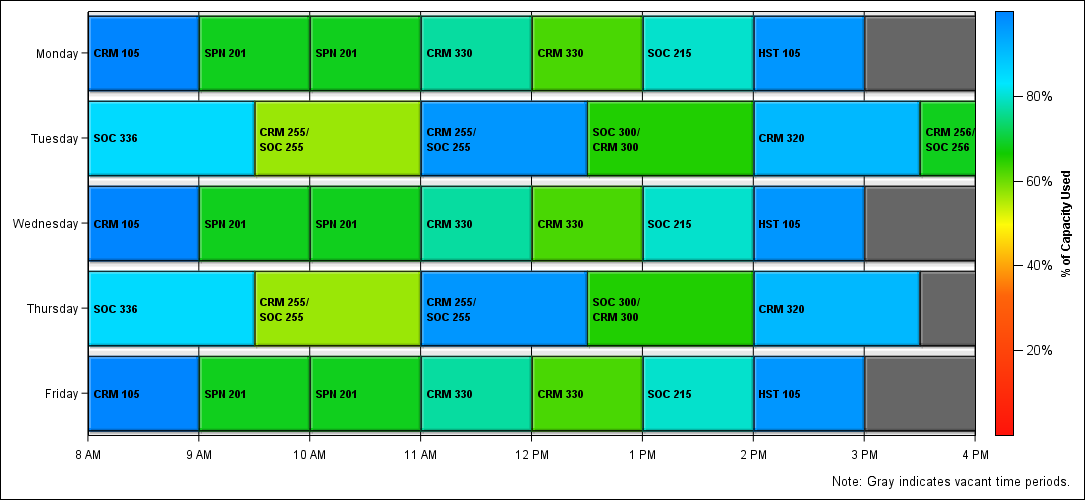 Monday
CRM 105
SPN 201
SPN 201
CRM 330
CRM 330
SOC 215
HST 105
Tuesday
SOC 336
CRM 255/
SOC 255
CRM 255/
SOC 255
SOC 300/
CRM 300
CRM 320
CRM 256/
SOC 256
Wednesday
CRM 105
SPN 201
SPN 201
CRM 330
CRM 330
SOC 215
HST 105
Thursday
SOC 336
CRM 255/
SOC 255
CRM 255/
SOC 255
SOC 300/
CRM 300
CRM 320
Friday
CRM 105
SPN 201
SPN 201
CRM 330
CRM 330
SOC 215
HST 105
8 AM
9 AM
10 AM
11 AM
12 PM
1 PM
2 PM
3 PM
4 PM
80%
60%
40%
20%
% of Capacity Used
Note: Gray indicates vacant time periods.